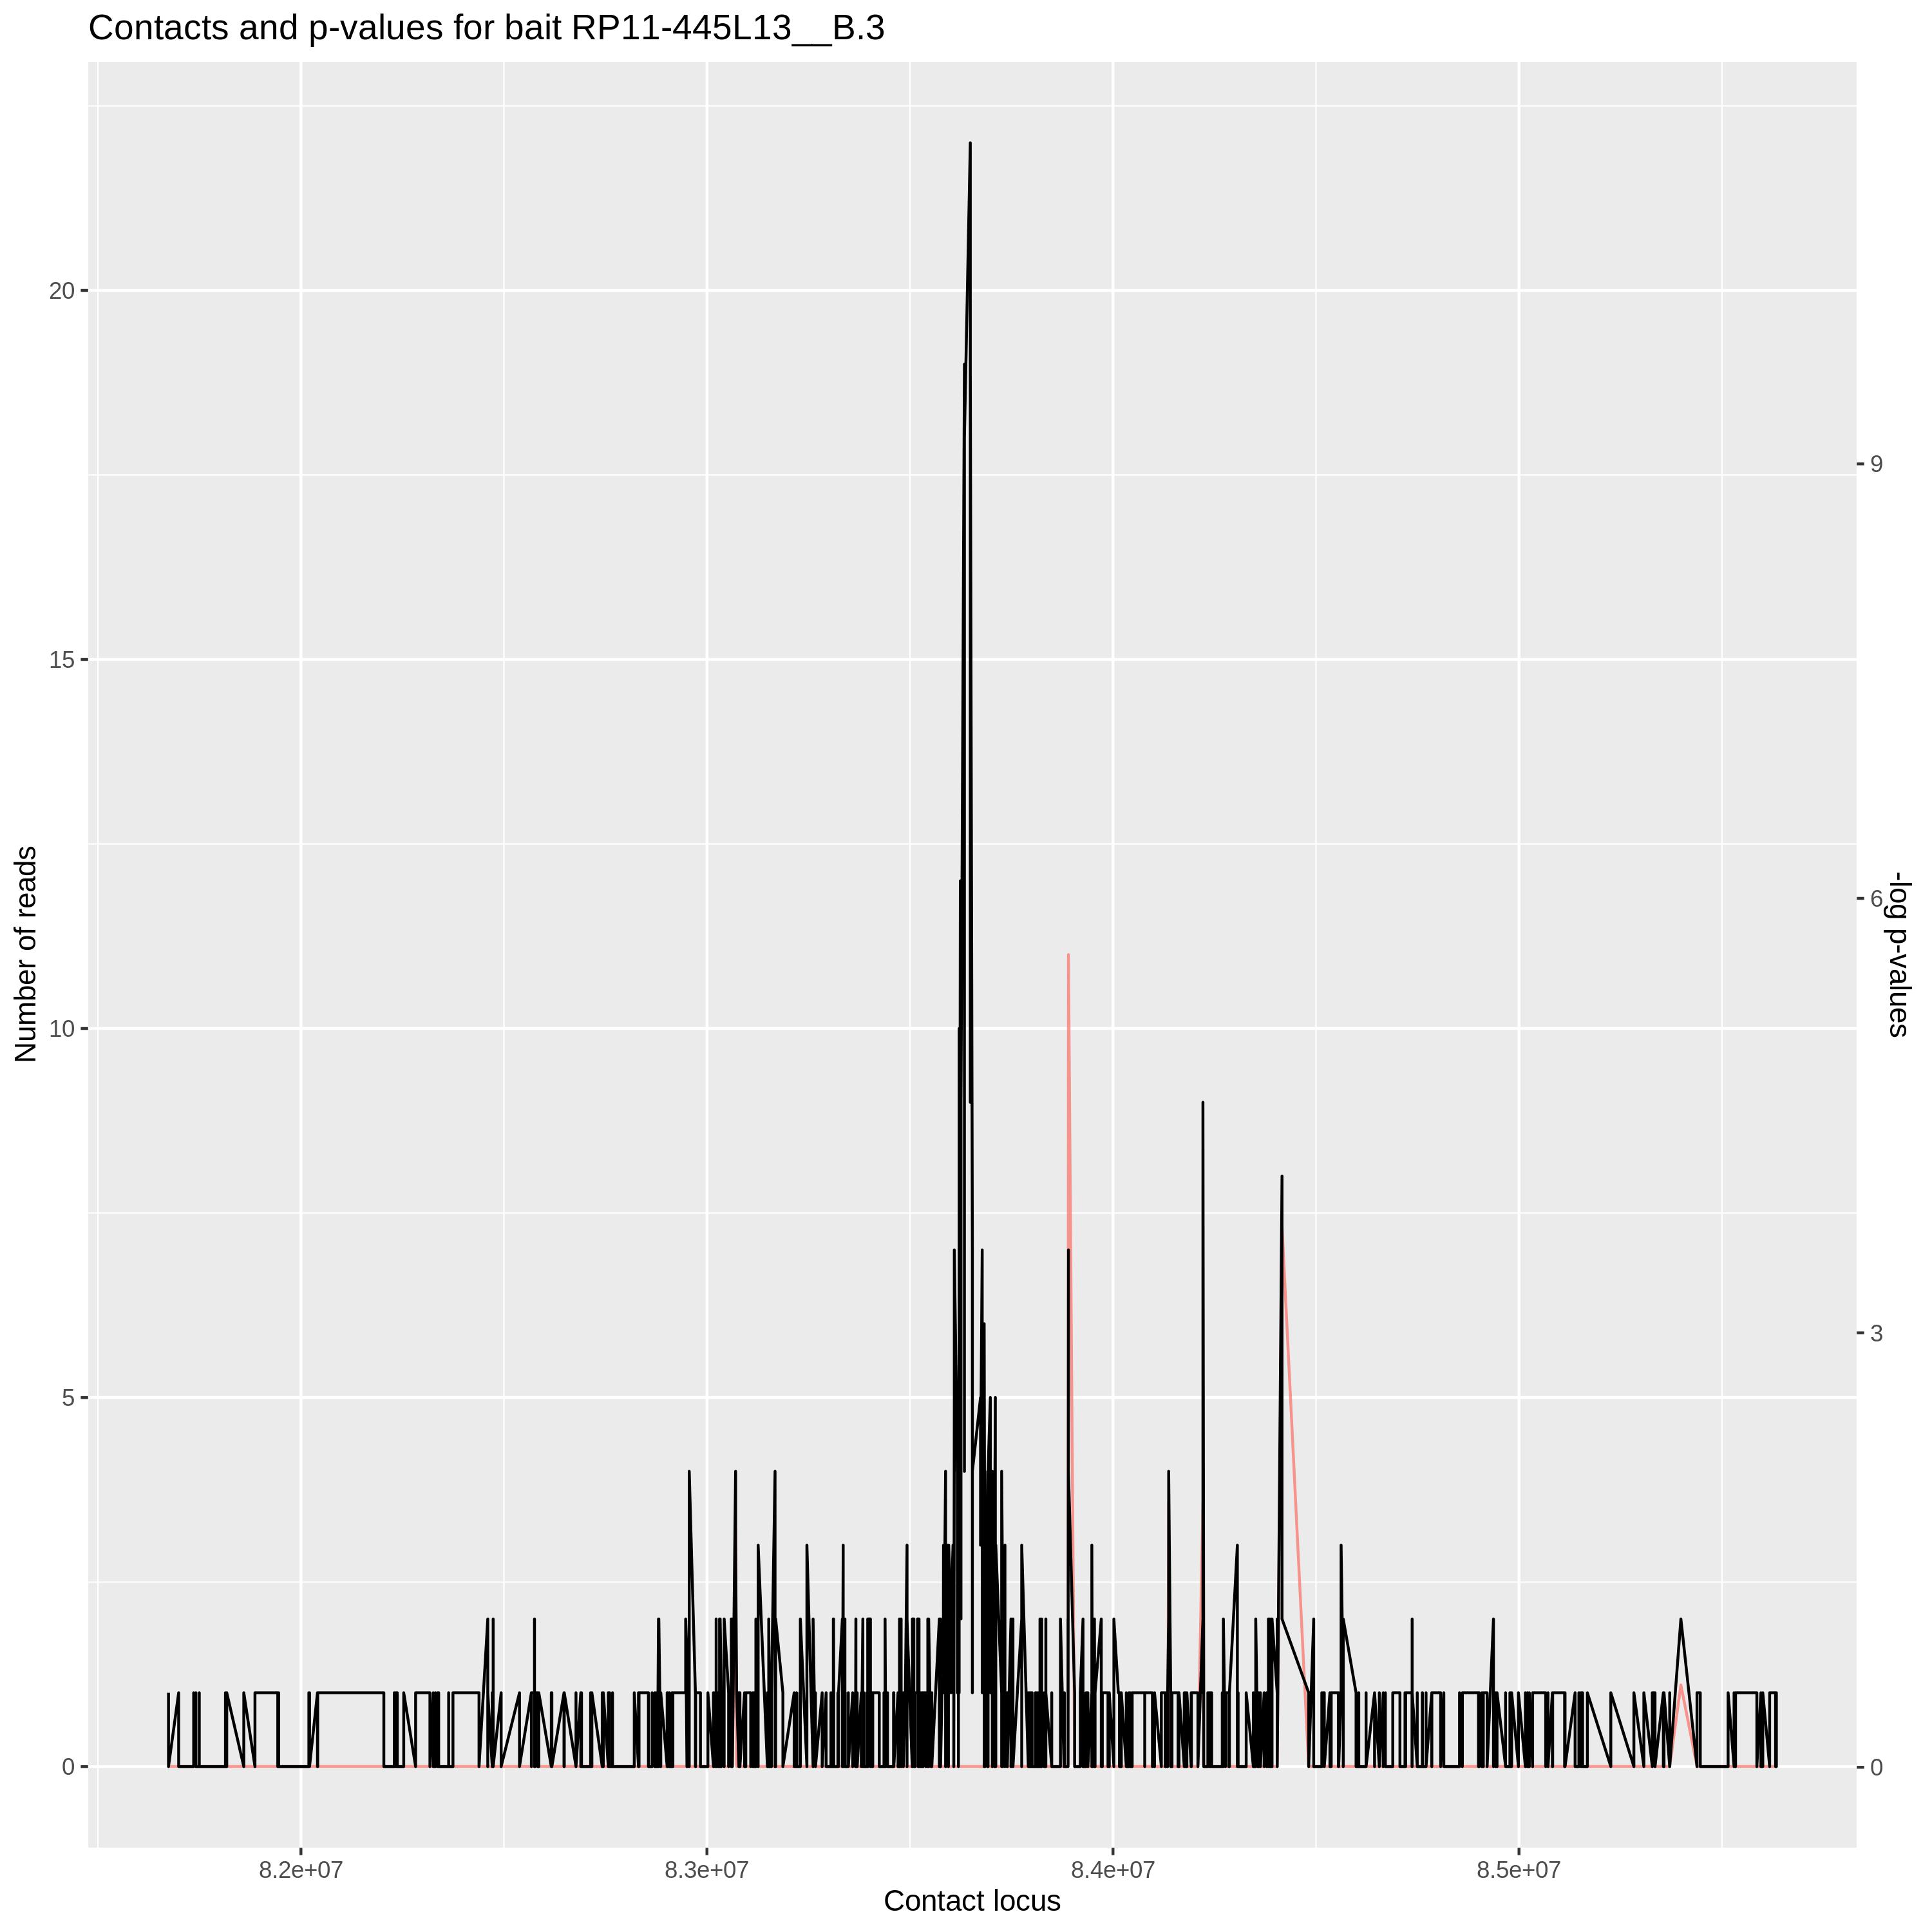 Contacts and p-values for bait RP11-445L13__B.3
20
15
10
5
0
Number of reads
9
6
3
0
-log p-values
8.2e+07 8.3e+07 8.4e+07 8.5e+07
Contact locus